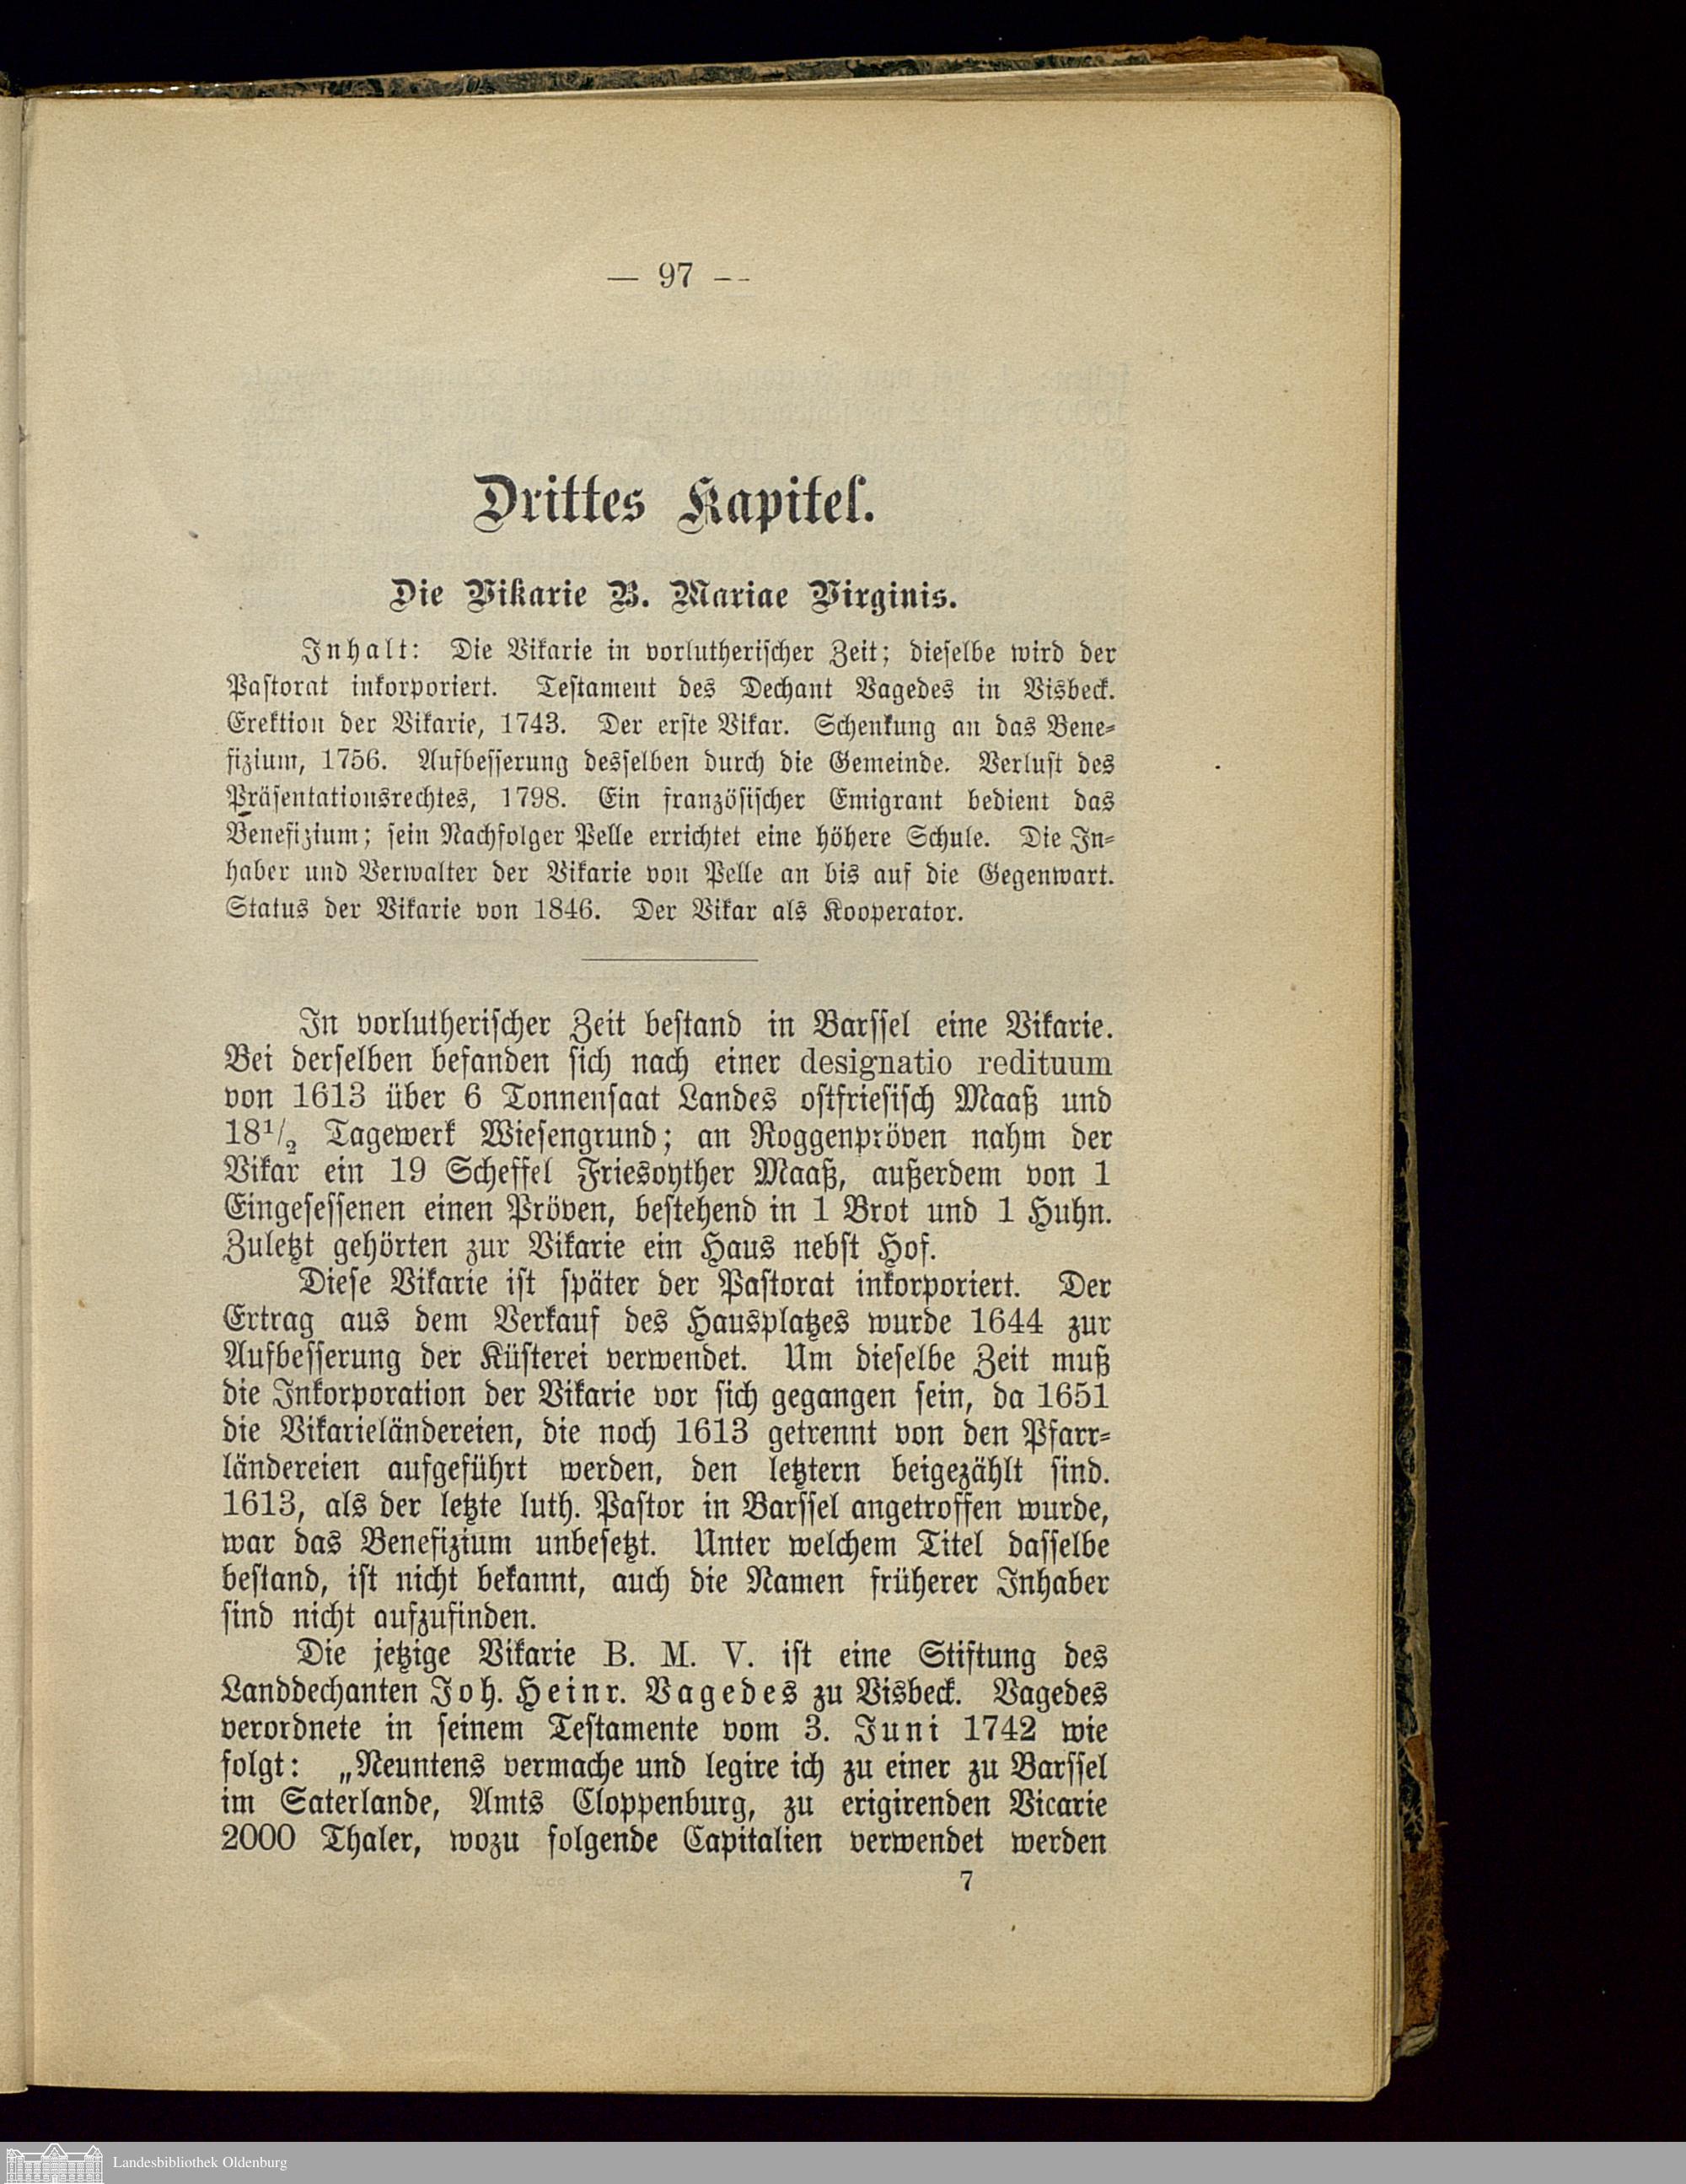 — 97 —
Drittes Kapitel.
Die Vikarie B. Mariae Virginis.
Inhalt: Die Vikarie in vorlutherischer Zeit; dieselbe wird der
Pastorat inkorporiert. Testament des Dechant Vagedes in Visbeck.
Erektion der Vikarie, 1743. Der erste Vikar. Schenkung an das Bene-
fizium, 1756. Aufbesserung desselben durch die Gemeinde. Verlust des
Präsentationsrechtes, 1798. Ein französischer Emigrant bedient das
Benefizium; sein Nachfolger Pelle errichtet eine höhere Schule. Die In-
haber und Verwalter der Vikarie von Pelle an bis auf die Gegenwart.
Status der Vikarie von 1846. Der Vikar als Kooperator.
In vorlutherischer Zeit bestand in Barssel eine Vikarie.
Bei derselben befanden sich nach einer designatio redituum
von 1613 über 6 Tonnensaat Landes ostfriesisch Maaß und
18½ Tagewerk Wiesengrund; an Roggenpröven nahm der
Vikar ein 19 Scheffel Friesoyther Maaß, außerdem von 1
Eingesessenen einen Pröven, bestehend in 1 Brot und 1 Huhn.
Zuletzt gehörten zur Vikarie ein Haus nebst Hof.
Diese Vikarie ist später der Pastorat inkorporiert. Der
Ertrag aus dem Verkauf des Hausplatzes wurde 1644 zur
Aufbesserung der Küsterei verwendet. Um dieselbe Zeit muß
die Inkorporation der Vikarie vor sich gegangen sein, da 1651
die Vikarieländereien, die noch 1613 getrennt von den Pfarr-
ländereien aufgeführt werden, den letztern beigezählt sind.
1613, als der letzte luth. Pastor in Barssel angetroffen wurde,
war das Benefizium unbesetzt. Unter welchem Titel dasselbe
bestand, ist nicht bekannt, auch die Namen früherer Inhaber
sind nicht aufzufinden.
Die jetzige Vikarie B. M. V. ist eine Stiftung des
Landdechanten Joh. Heinr. Vagedes zu Visbeck. Vagedes
verordnete in seinem Testamente vom 3. Juni 1742 wie
folgt: „Neuntens vermache und legire ich zu einer zu Barssel
im Saterlande, Amts Cloppenburg, zu erigirenden Vicarie
2000 Thaler, wozu folgende Capitalien verwendet werden
7
Landesbibliothek Oldenburg